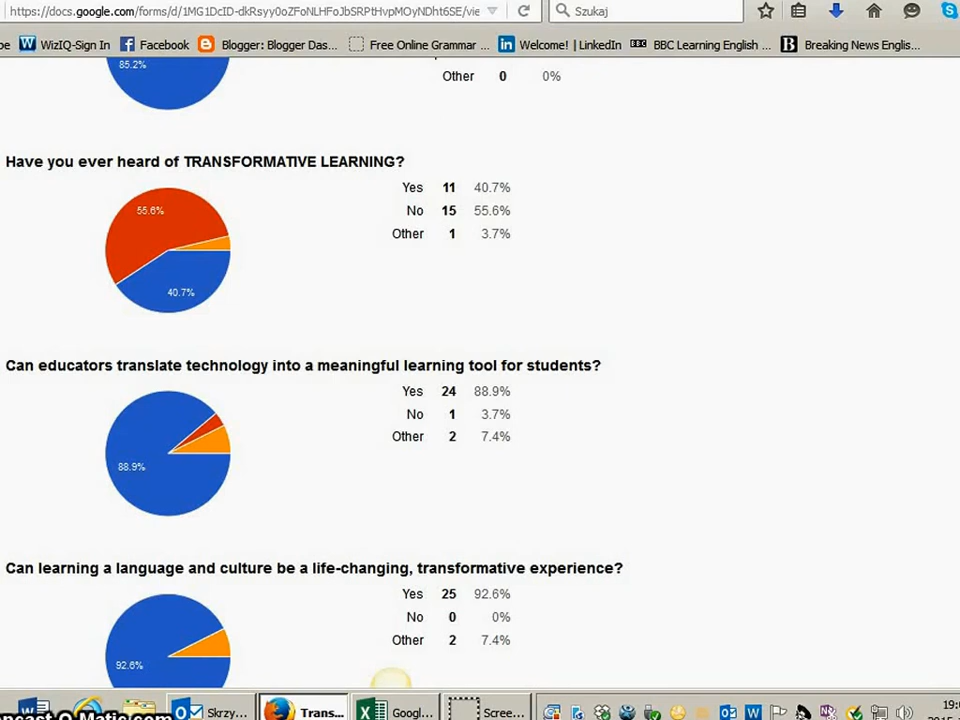 https://docs.google.com/forms/d/1MG1DcID-dkRsyy0oZFoNLHFoJbSRPtHvpMOyNDht6SE/vie
Szukaj
be WizIQ-Sign In Facebook Blogger: Blogger Das... Free Online Grammar ... Welcome! | LinkedIn BBC BBC Learning English ... B Breaking News Englis...
85.2%
Other 0 0%
Have you ever heard of TRANSFORMATIVE LEARNING?
55.6%
40.7%
Yes 11 40.7%
No 15 55.6%
Other 1 3.7%
Can educators translate technology into a meaningful learning tool for students?
88.9%
Yes 24 88.9%
No 1 3.7%
Other 2 7.4%
Can learning a language and culture be a life-changing, transformative experience?
92.6%
Yes 25 92.6%
No 0 0%
Other 2 7.4%
Skrzy... Trans... Googl... Scree...